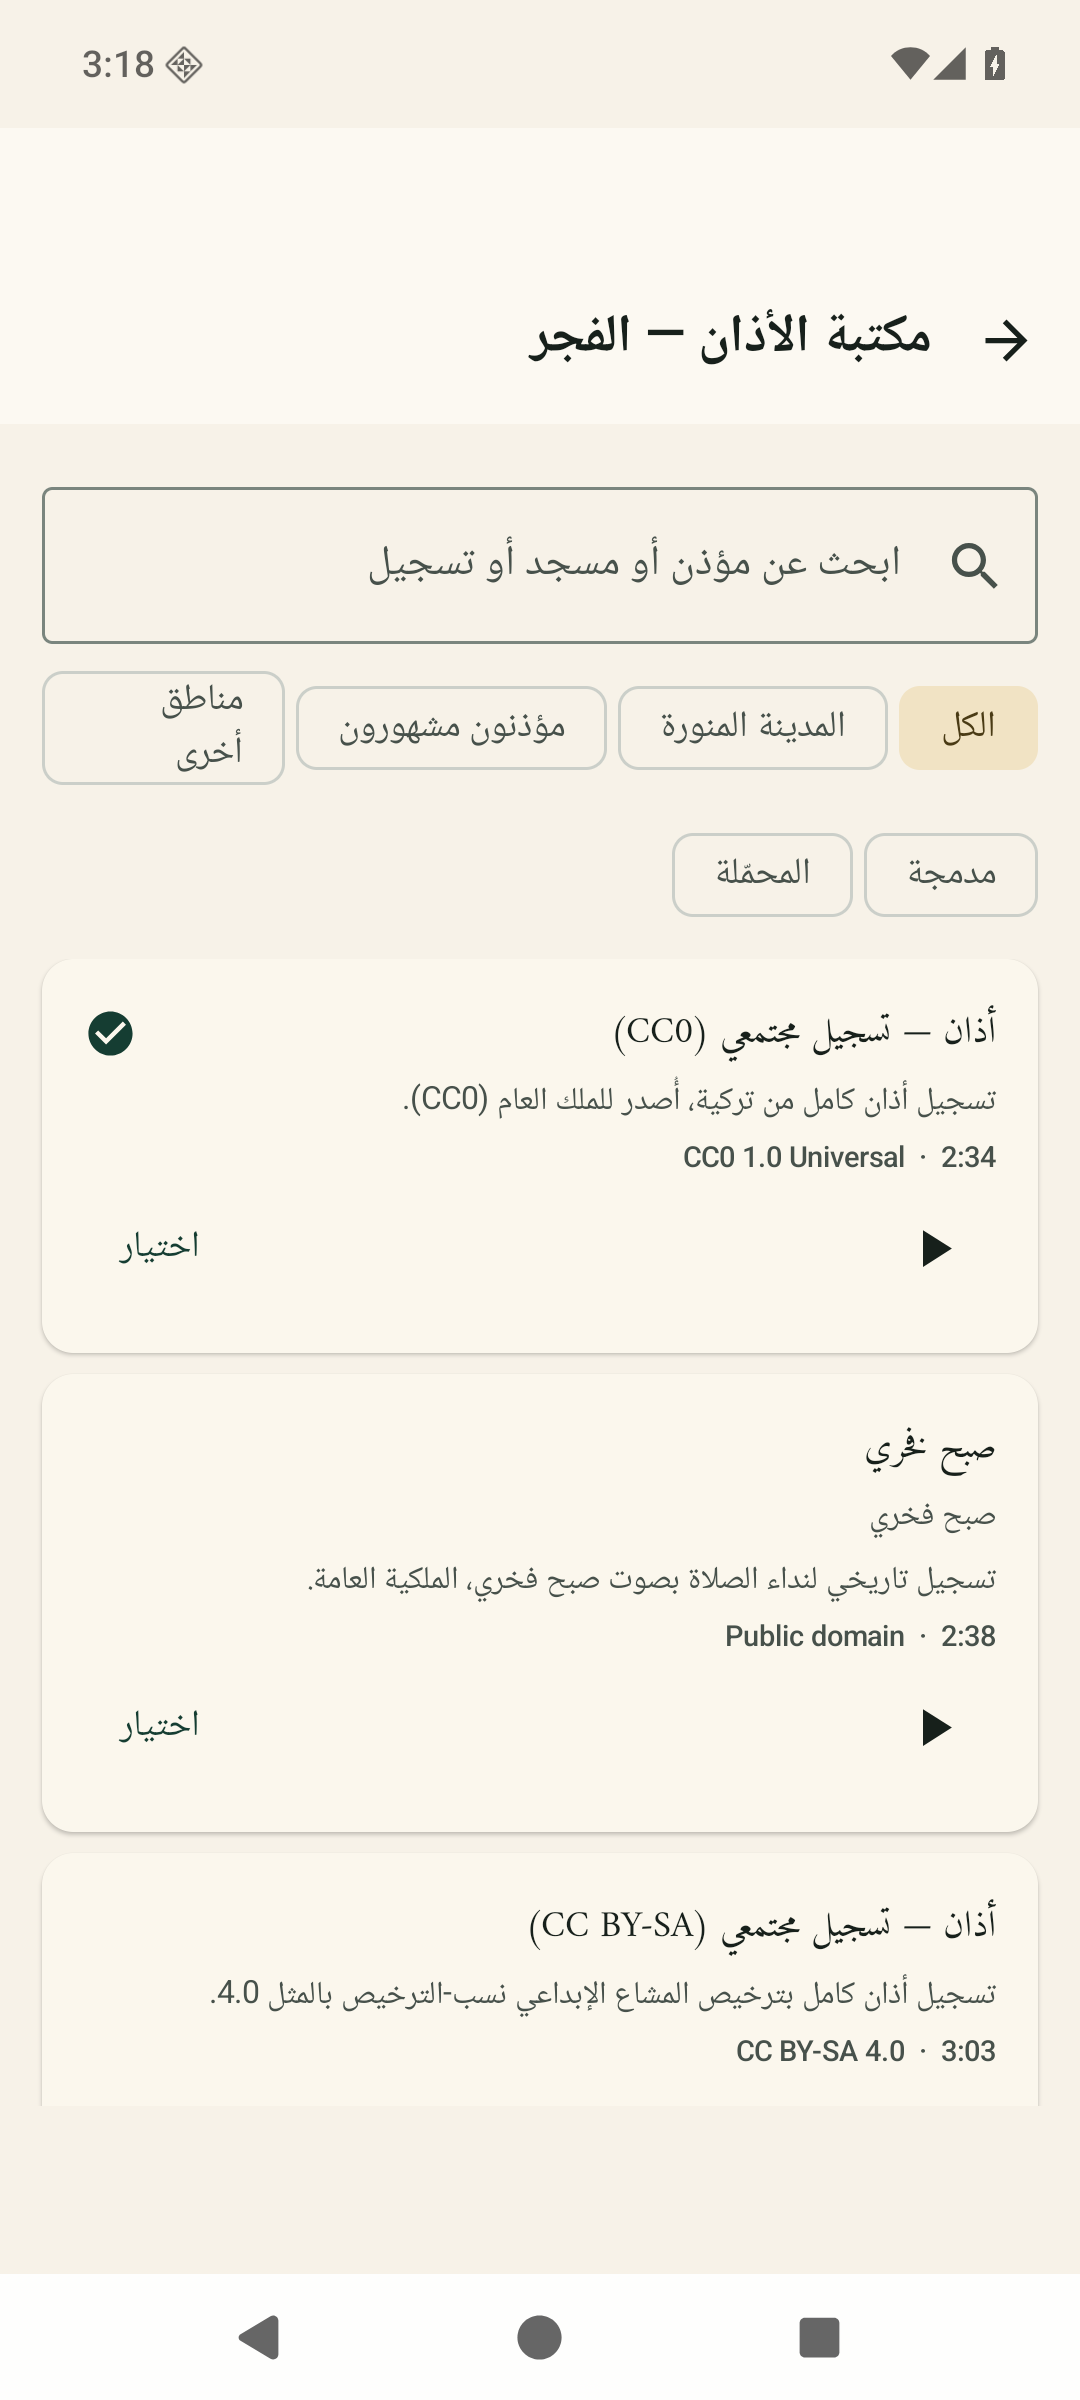 3:18
مكتبة الأذان — الفجر
ابحث عن مؤذن أو مسجد أو تسجيل
الكل
المدينة المنورة
مؤذنون مشهورون
مناطق
أخرى
مدمجة
المحمّلة
أذان — تسجيل مجتمعي (CC0)
تسجيل أذان كامل من تركية، أُصدر للملك العام (CC0).
2:34 · CC0 1.0 Universal
اختيار
صبح فخري
صبح فخري
تسجيل تاريخي لنداء الصلاة بصوت صبح فخري، الملكية العامة.
2:38 · Public domain
اختيار
أذان — تسجيل مجتمعي (CC BY-SA)
تسجيل أذان كامل بترخيص المشاع الإبداعي نسب-الترخيص بالمثل 4.0.
3:03 · CC BY-SA 4.0